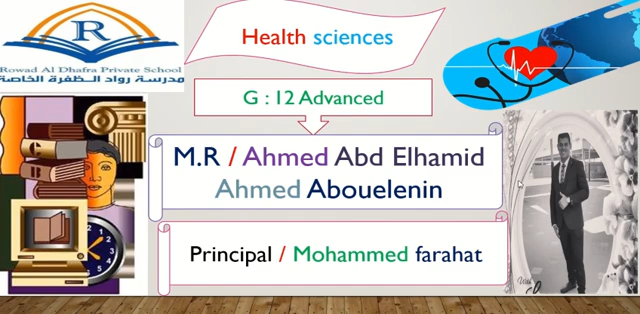 R
Rowad Al Dhafra Private School
مدرسة رواد الظفرة الخاصة
Health sciences
G : 12 Advanced
M.R / Ahmed Abd Elhamid
Ahmed Abouelenin
Principal / Mohammed farahat